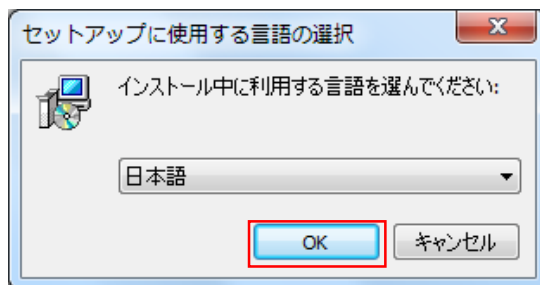 セットアップに使用する言語の選択
インストール中に利用する言語を選んでください:
日本語
OK キャンセル